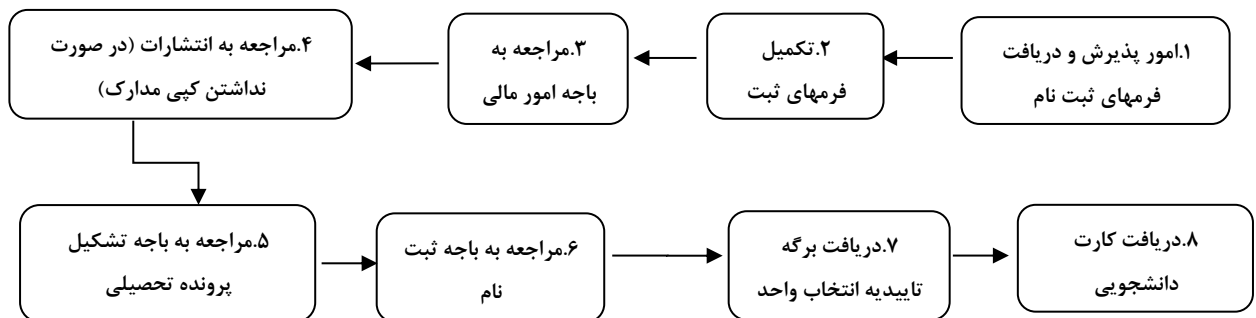 ۱.امور پذیرش و دریافت
فرمهای ثبت نام
۲.تکمیل
فرمهای ثبت
۳.مراجعه به
باجه امور مالی
۴.مراجعه به انتشارات (در صورت
نداشتن کپی مدارک)
۵.مراجعه به باجه تشکیل
پرونده تحصیلی
۶.مراجعه به باجه ثبت
نام
۷.دریافت برگه
تاییدیه انتخاب واحد
۸.دریافت کارت
دانشجویی